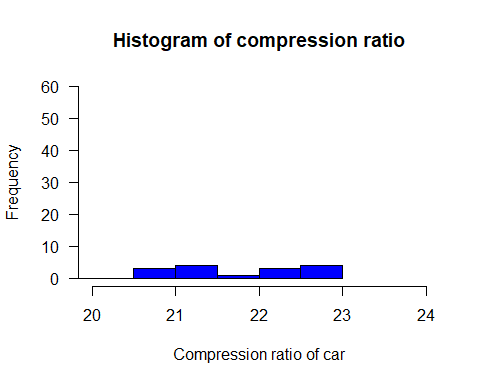 Histogram of compression ratio
Frequency
60
50
40
30
20
10
0
20 21 22 23 24
Compression ratio of car